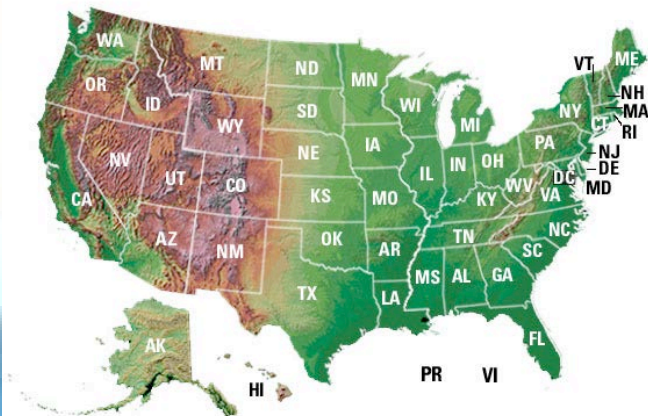 WA
MT
ND
MN
VT
ME
OR
ID
SD
WI
MI
NY
NH
MA
CT
RI
WY
IA
PA
NJ
NV
UT
NE
IL
IN
OH
DE
DC
MD
CA
CO
KS
MO
KY
WV
VA
AZ
NM
OK
AR
TN
NC
SC
TX
LA
MS
AL
GA
FL
AK
HI
PR
VI